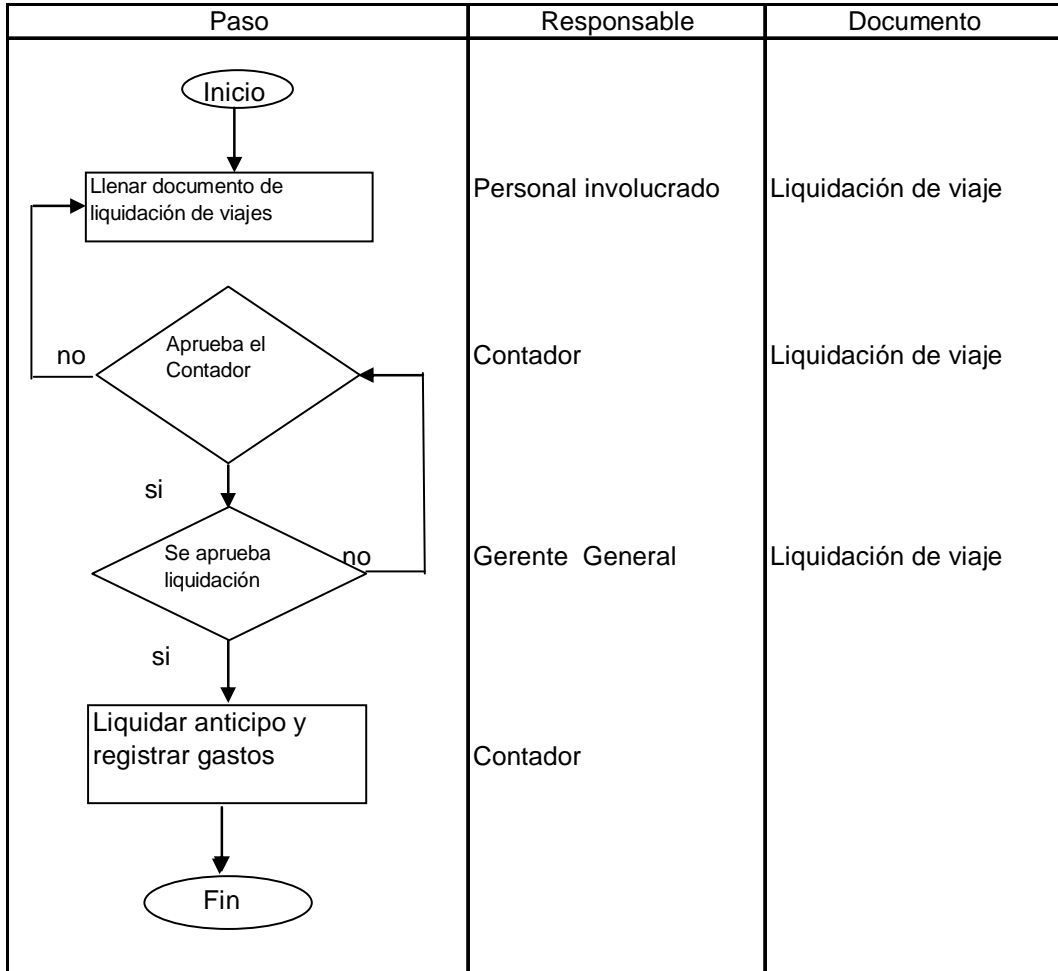 Paso Responsable Documento
Inicio
Llenar documento de
liquidación de viajes
Personal involucrado
Liquidación de viaje
no
Aprueba el
Contador
Contador
Liquidación de viaje
si
Se aprueba
liquidación
no
Gerente General
Liquidación de viaje
si
Liquidar anticipo y
registrar gastos
Contador
Fin